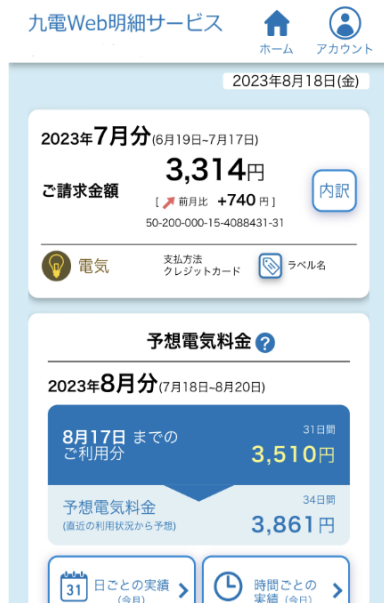 九電Web明細サービス
ホーム
アカウント
2023年8月18日(金)
2023年7月分(6月19日~7月17日)
ご請求金額
3,314円
[ 前月比 +740 円 ]
50-200-000-15-4088431-31
内訳
電気
支払方法
クレジットカード
ラベル名
予想電気料金 ?
2023年8月分(7月18日~8月20日)
8月17日 までの
ご利用分
31日間
3,510円
予想電気料金
(直近の利用状況から予想)
34日間
3,861円
31
日ごとの実績
(今月)
時間ごとの
実績 (今日)